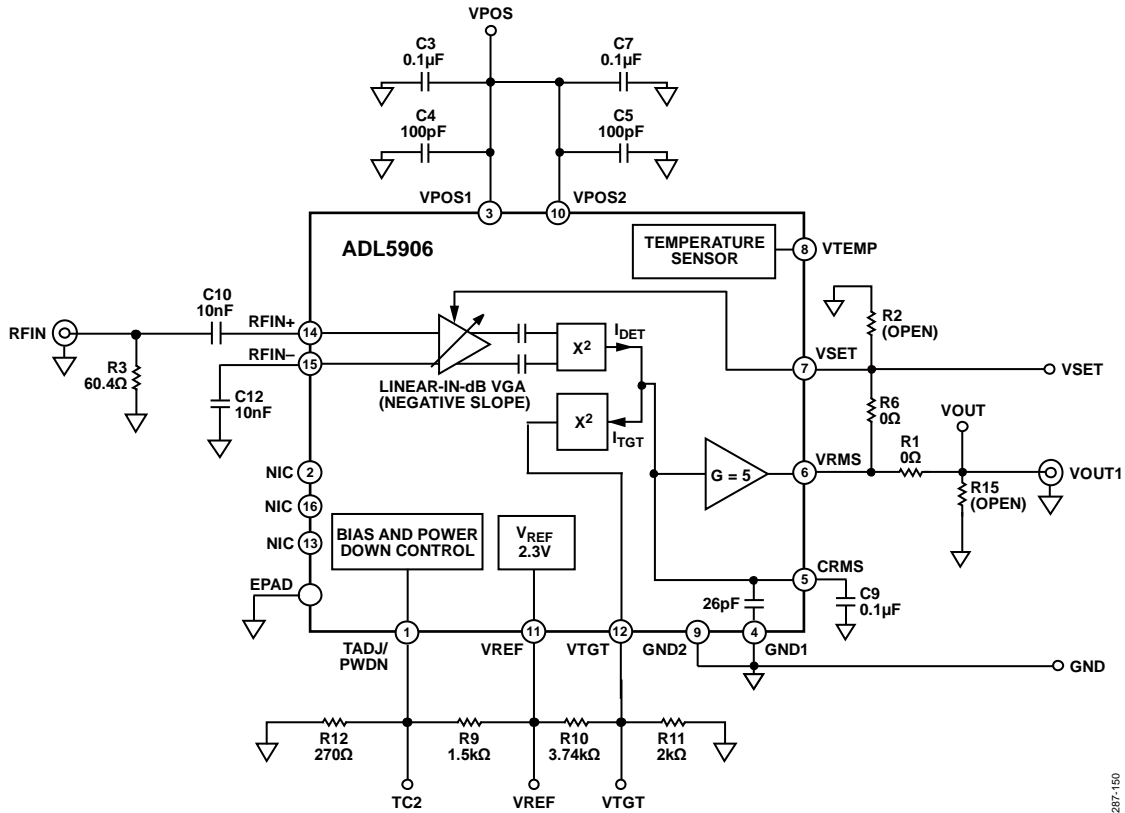 VPOS
C3
0.1µF
C7
0.1µF
C4
100pF
C5
100pF
VPOS1
VPOS2
3
10
ADL5906
TEMPERATURE
SENSOR
8
VTEMP
C10
10nF
RFIN+
RFIN
14
RFIN–
15
R3
60.4Ω
C12
10nF
LINEAR-IN-dB VGA
(NEGATIVE SLOPE)
X²
IDET
X²
ITGT
G = 5
R2
(OPEN)
VSET
7
VSET
R6
0Ω
VOUT
VRMS
6
R1
0Ω
VOUT1
R15
(OPEN)
NIC
2
NIC
16
NIC
13
BIAS AND POWER
DOWN CONTROL
VREF
2.3V
EPAD
CRMS
5
26pF
C9
0.1µF
1
11
12
9
4
TADJ/
PWDN
VREF
VTGT
GND2
GND1
GND
R12
270Ω
R9
1.5kΩ
R10
3.74kΩ
R11
2kΩ
TC2
VREF
VTGT
287-150